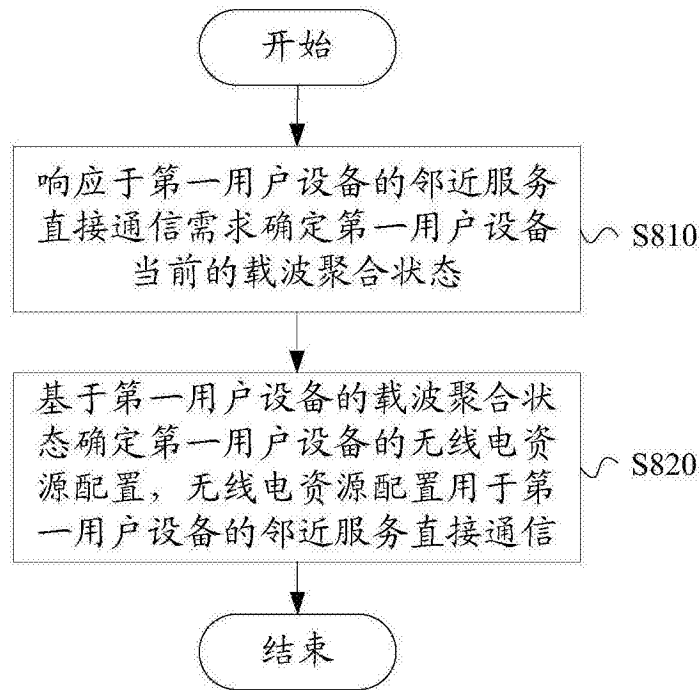 开始
响应于第一用户设备的邻近服务
直接通信需求确定第一用户设备
当前的载波聚合状态
S810
基于第一用户设备的载波聚合状
态确定第一用户设备的无线电资
源配置，无线电资源配置用于第
一用户设备的邻近服务直接通信
S820
结束